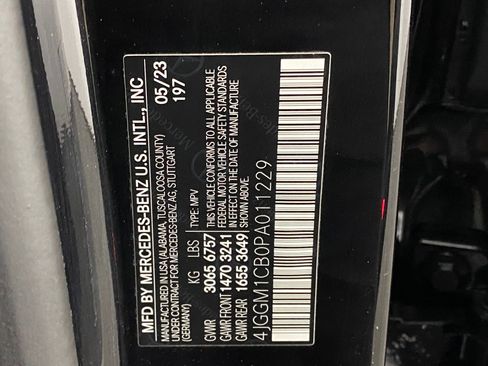 MFD BY MERCEDES-BENZ U.S. INTL., INC
IN USA (ALABAMA, TUSCALOOSA COUNTY)
UNDER CONTRACT FOR MERCEDES-BENZ AG, STUTTGART
(GERMANY)
05/23
197
KG LBS TYPE: MPV
GVWR 3065 6757
GAWR FRONT 1470 3241
GAWR REAR 1655 3649
THIS VEHICLE CONFORMS TO ALL APPLICABLE
FEDERAL MOTOR VEHICLE SAFETY STANDARDS
IN EFFECT ON THE DATE OF MANUFACTURE
SHOWN ABOVE.
4JGGM1CB0PA011229